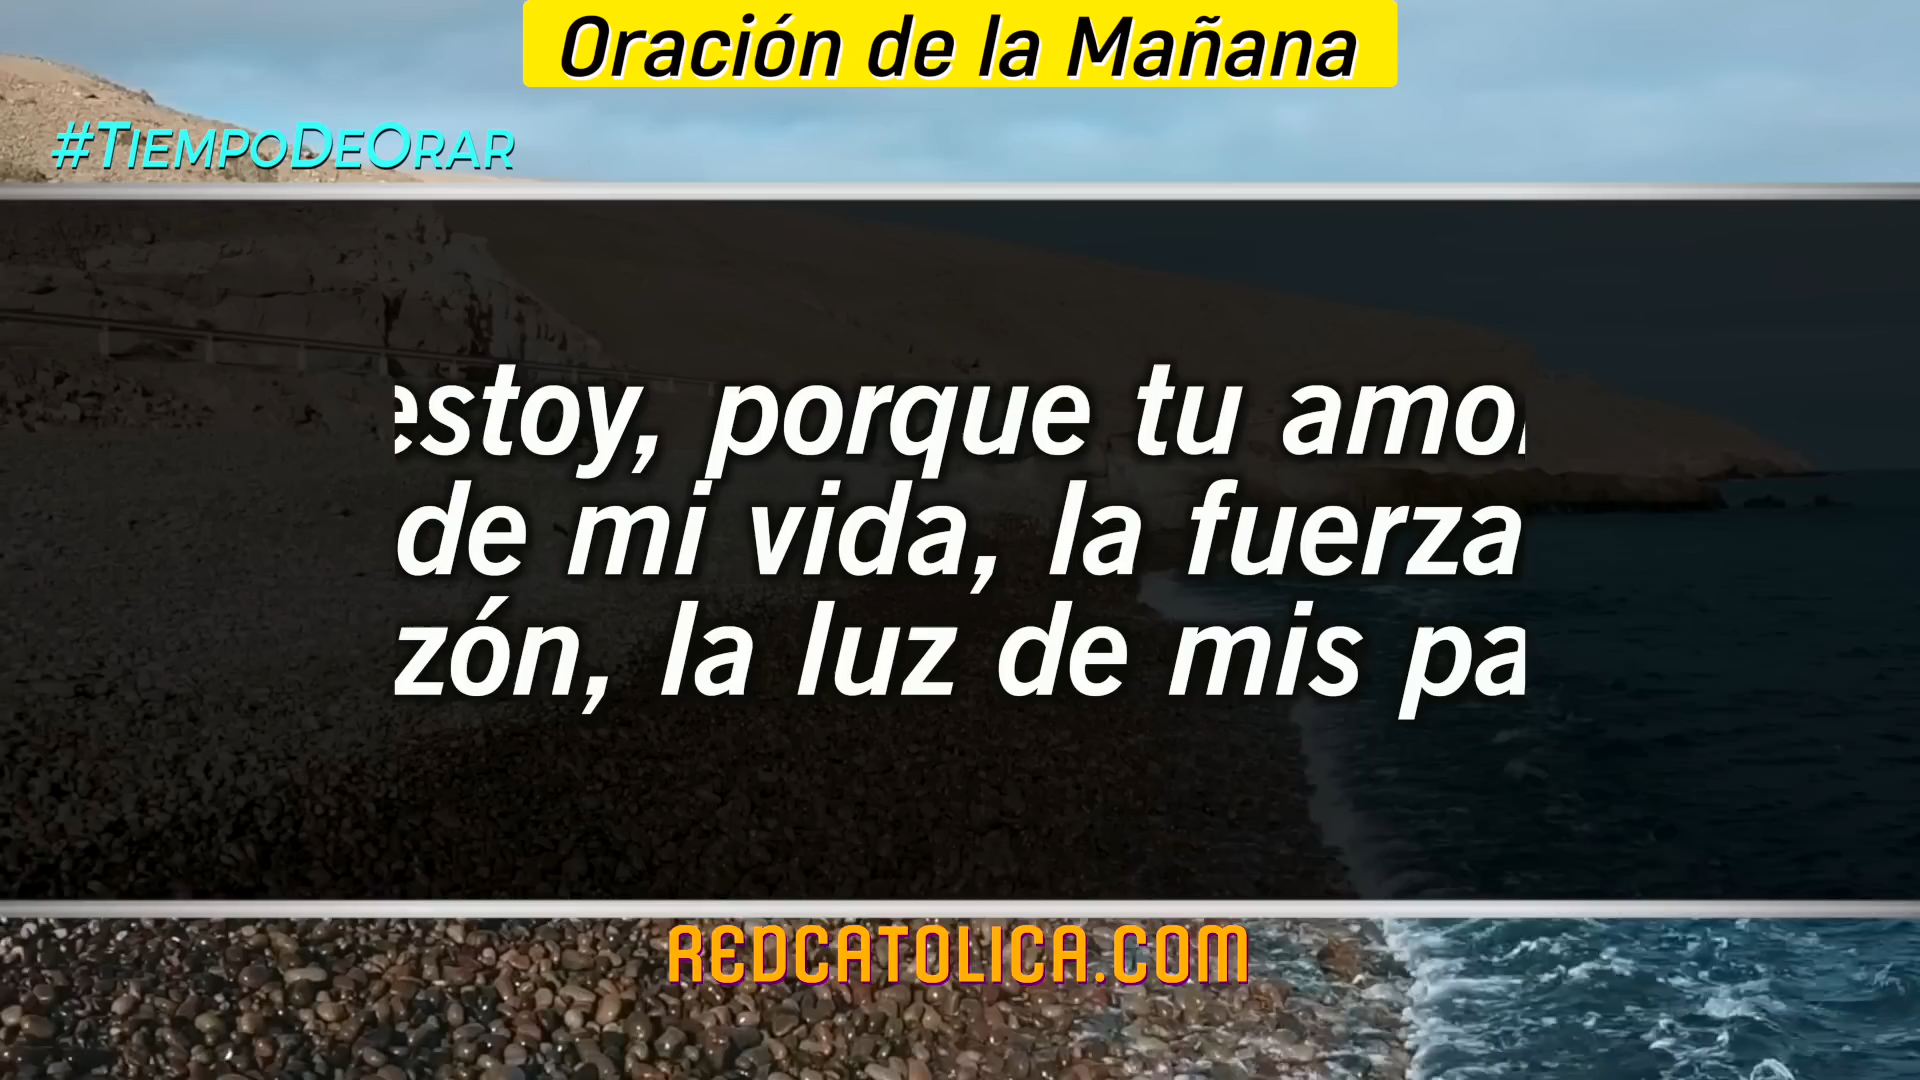 Oración de la Mañana
#TiempoDeOrar
estoy, porque tu amor
de mi vida, la fuerza
zón, la luz de mis pa
REDCATOLICA.COM